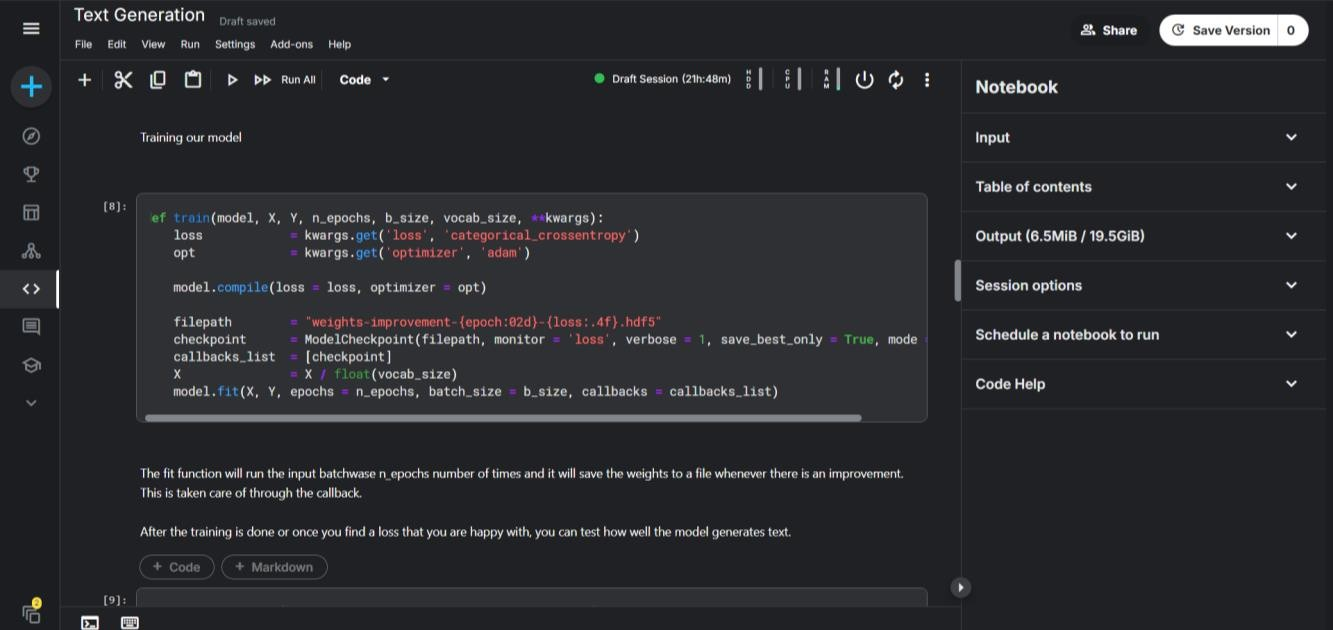 Text Generation Draft saved
File Edit View Run Settings Add-ons Help
Share
Save Version 0
Run All Code
Draft Session (21h:48m) HDD CPU RAM
Notebook
Input
Table of contents
Output (6.5MiB / 19.5GiB)
Session options
Schedule a notebook to run
Code Help
Training our model
[8]:
ef train(model, X, Y, n_epochs, b_size, vocab_size, **kwargs):
loss = kwargs.get('loss', 'categorical_crossentropy')
opt = kwargs.get('optimizer', 'adam')
model.compile(loss = loss, optimizer = opt)
filepath = "weights-improvement-{epoch:02d}-{loss:.4f}.hdf5"
checkpoint = ModelCheckpoint(filepath, monitor = 'loss', verbose = 1, save_best_only = True, mode =
callbacks_list = [checkpoint]
X = X / float(vocab_size)
model.fit(X, Y, epochs = n_epochs, batch_size = b_size, callbacks = callbacks_list)
The fit function will run the input batchwase n_epochs number of times and it will save the weights to a file whenever there is an improvement.
This is taken care of through the callback.
After the training is done or once you find a loss that you are happy with, you can test how well the model generates text.
+ Code + Markdown
[9]:
2